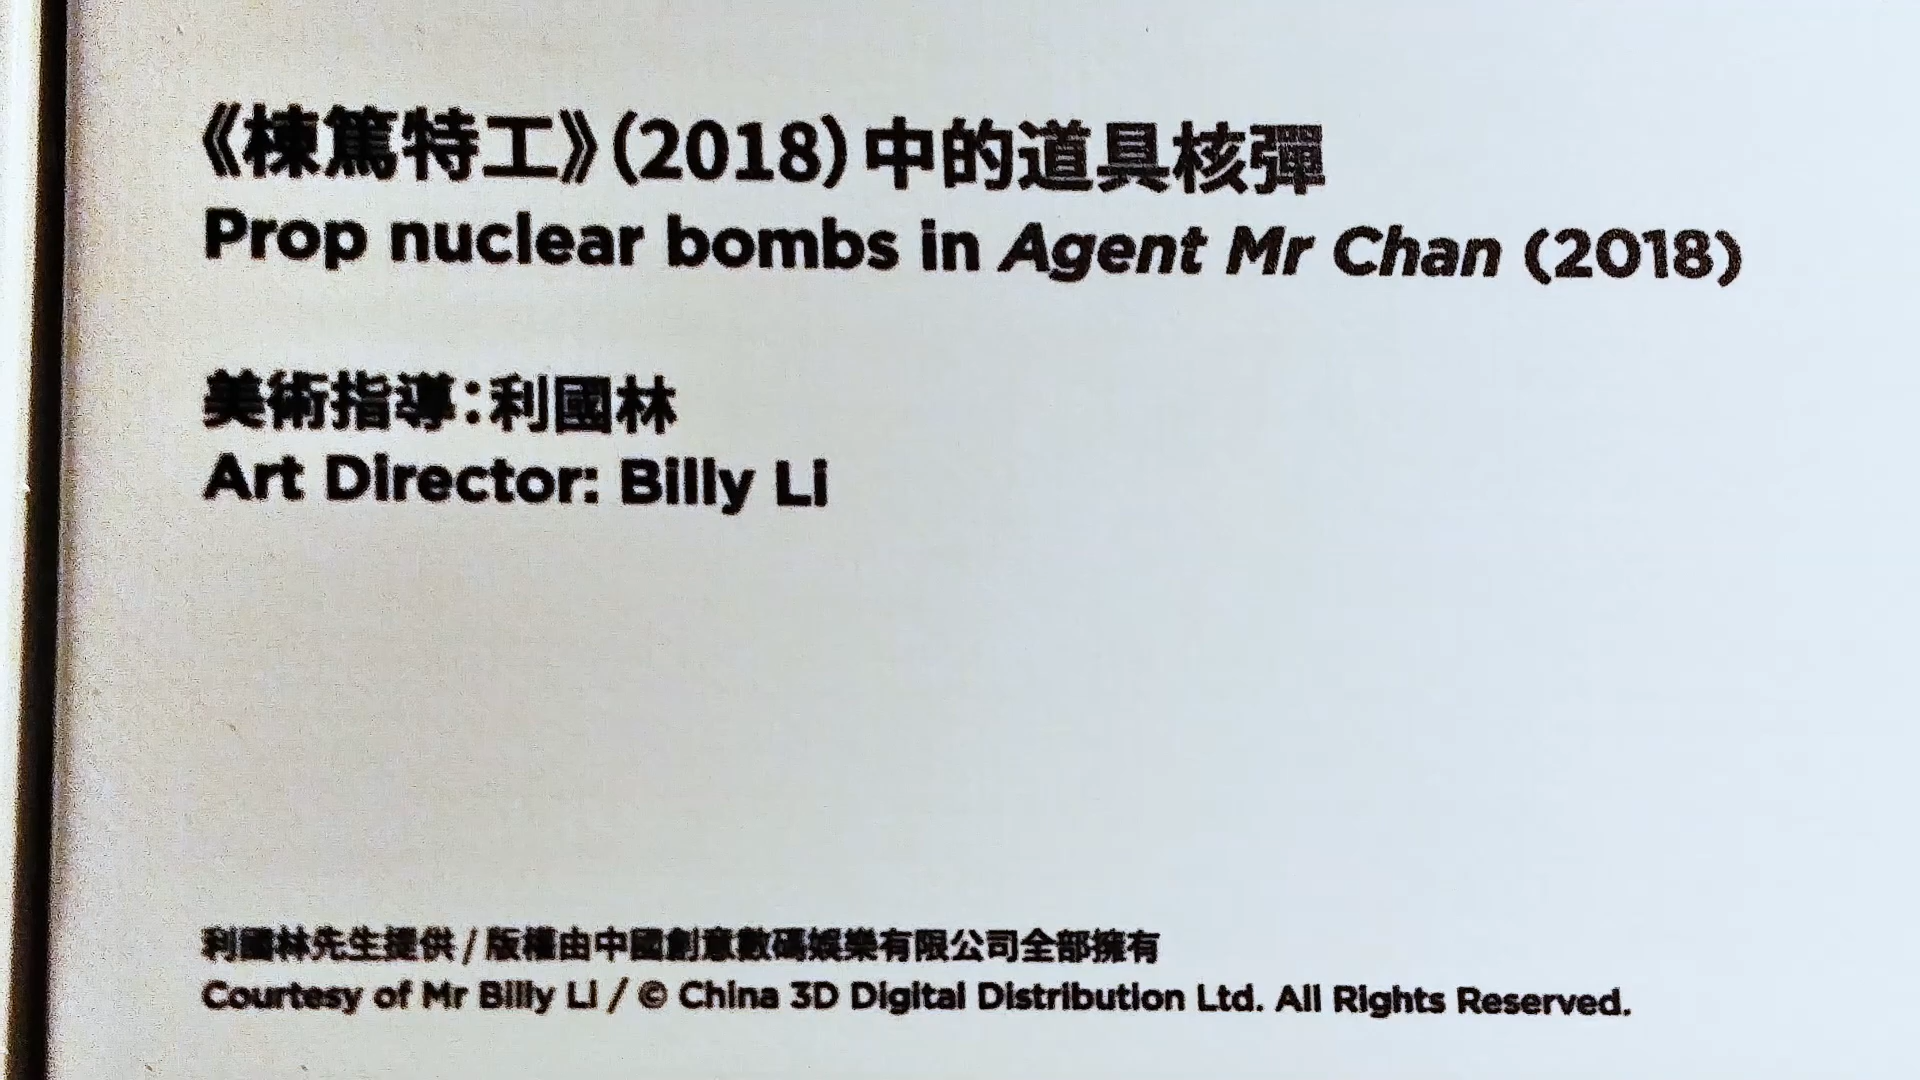 《棟篤特工》（2018）中的道具核彈
Prop nuclear bombs in Agent Mr Chan (2018)
美術指導：利國林
Art Director: Billy Li
利國林先生提供 / 版權由中國創意數碼娛樂有限公司全部擁有
Courtesy of Mr Billy Li / © China 3D Digital Distribution Ltd. All Rights Reserved.